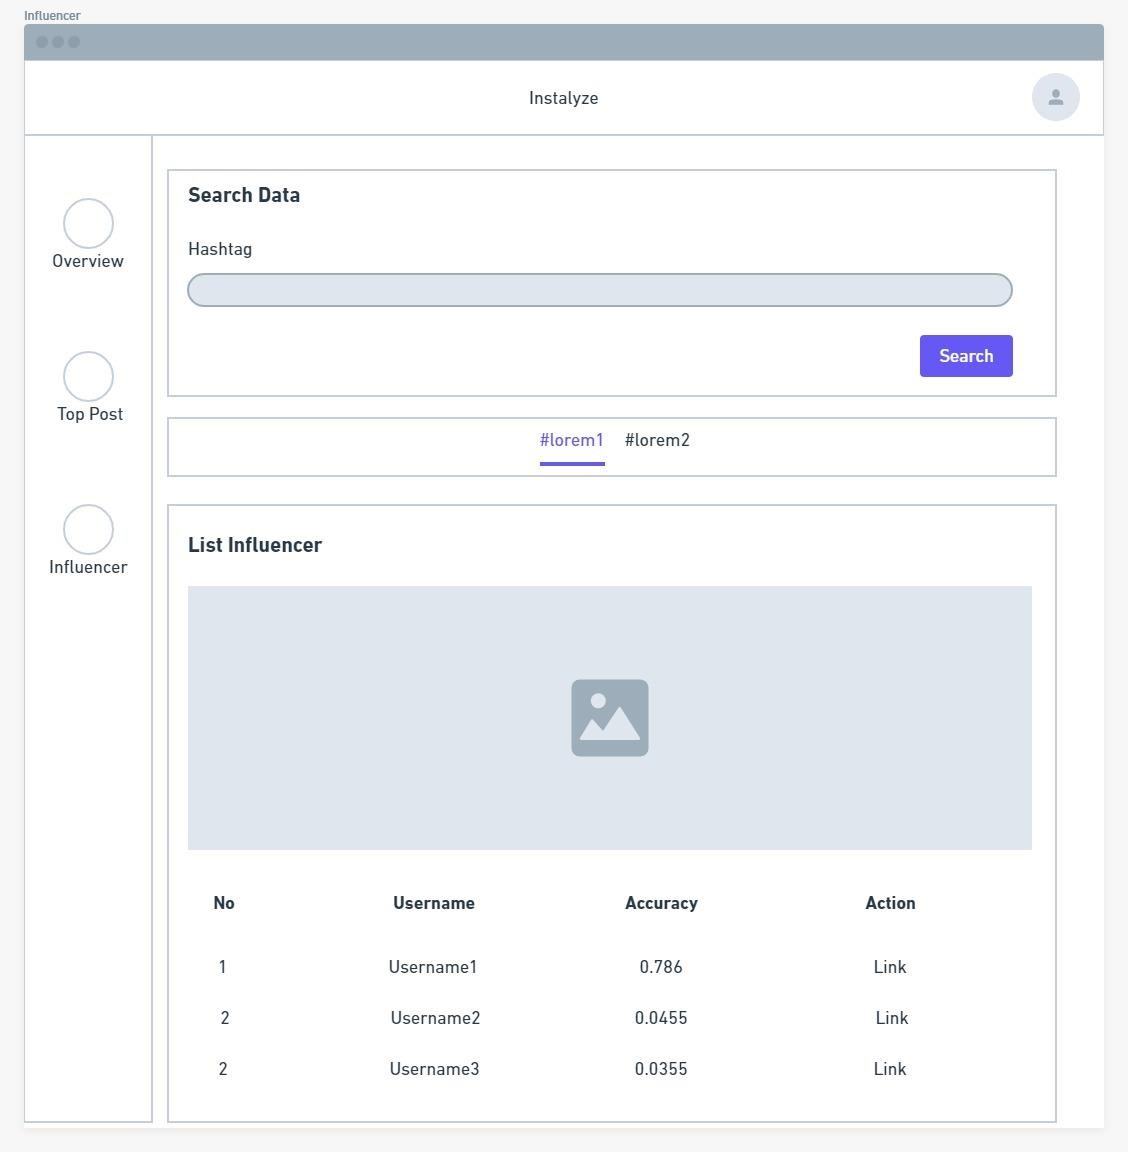 Influencer
Instalyze
Overview
Top Post
Influencer
Search Data
Hashtag
Search
#lorem1 #lorem2
List Influencer
No Username Accuracy Action
1 Username1 0.786 Link
2 Username2 0.0455 Link
2 Username3 0.0355 Link